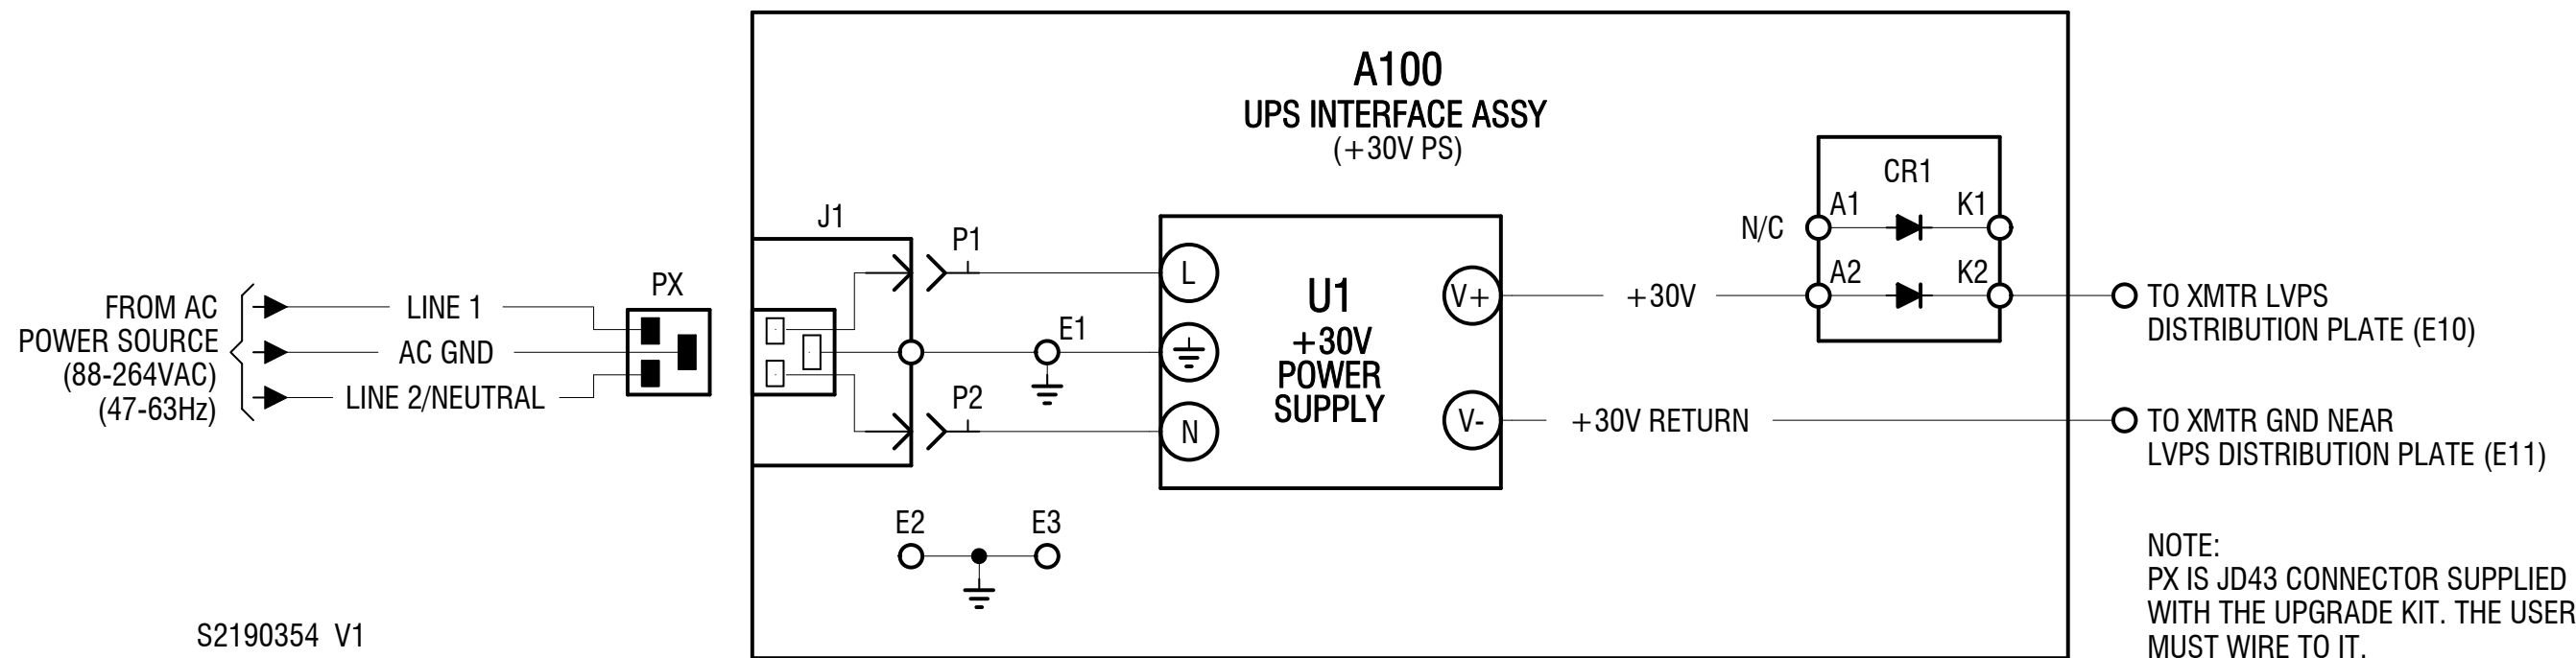 A100
UPS INTERFACE ASSY
(+30V PS)
CR1
A1
K1
N/C
A2
K2
J1
P1
PX
L
U1
+30V
POWER
SUPPLY
V+
+30V
TO XMTR LVPS
DISTRIBUTION PLATE (E10)
FROM AC
POWER SOURCE
(88-264VAC)
(47-63Hz)
LINE 1
AC GND
LINE 2/NEUTRAL
E1
P2
N
V-
+30V RETURN
TO XMTR GND NEAR
LVPS DISTRIBUTION PLATE (E11)
E2
E3
NOTE:
PX IS JD43 CONNECTOR SUPPLIED
WITH THE UPGRADE KIT. THE USER
MUST WIRE TO IT.
S2190354 V1